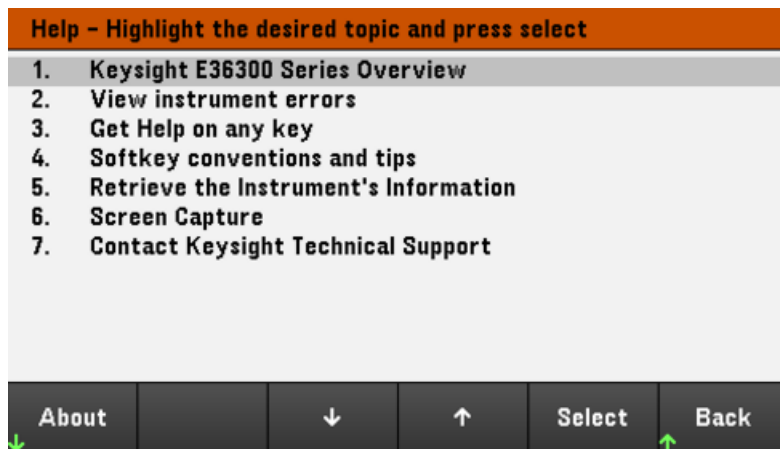 Help – Highlight the desired topic and press select
1. Keysight E36300 Series Overview
2. View instrument errors
3. Get Help on any key
4. Softkey conventions and tips
5. Retrieve the Instrument's Information
6. Screen Capture
7. Contact Keysight Technical Support
About ↓ ↑ Select Back